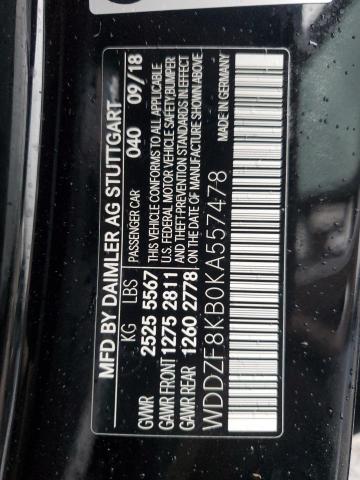 MFD BY DAIMLER AG STUTTGART
KG LBS PASSENGER CAR 040 09/18
GVWR 2525 5567 THIS VEHICLE CONFORMS TO ALL APPLICABLE
GAWR FRONT 1275 2811 U.S. FEDERAL MOTOR VEHICLE SAFETY, BUMPER
GAWR REAR 1260 2778 & THEFT-PREVENTION STANDARDS IN EFFECT
ON THE DATE OF MANUFACTURE SHOWN ABOVE
WDDZF8KB0KA557478 MADE IN GERMANY